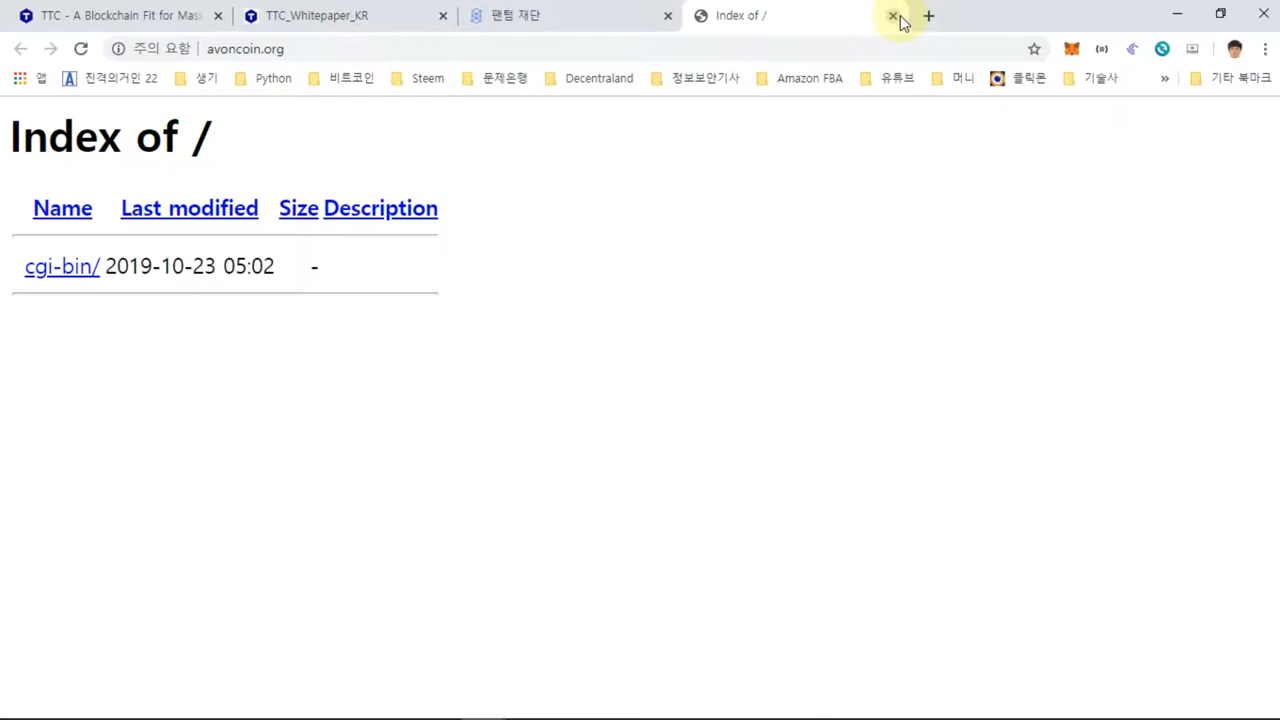 TTC - A Blockchain Fit for Mass
TTC_Whitepaper_KR
팬텀 재단
Index of /
주의 요함
avoncoin.org
앱
진격의거인 22
생기
Python
비트코인
Steem
문제은행
Decentraland
정보보안기사
Amazon FBA
유튜브
머니
클릭몬
기술사
»
기타 북마크
Index of /
Name Last modified Size Description
cgi-bin/ 2019-10-23 05:02 -